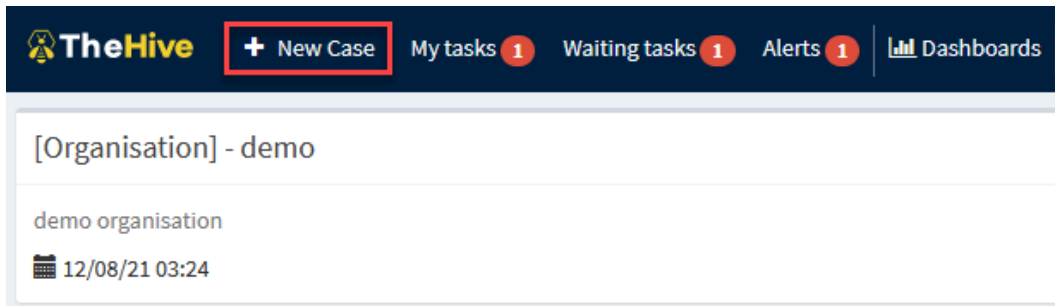 TheHive + New Case My tasks 1 Waiting tasks 1 Alerts 1 Dashboards
[Organisation] - demo
demo organisation
12/08/21 03:24